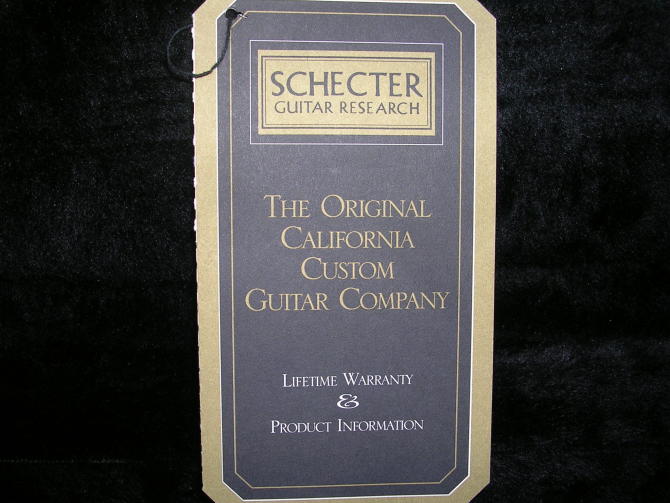 SCHECTER
GUITAR RESEARCH
THE ORIGINAL
CALIFORNIA
CUSTOM
GUITAR COMPANY
LIFETIME WARRANTY
&
PRODUCT INFORMATION